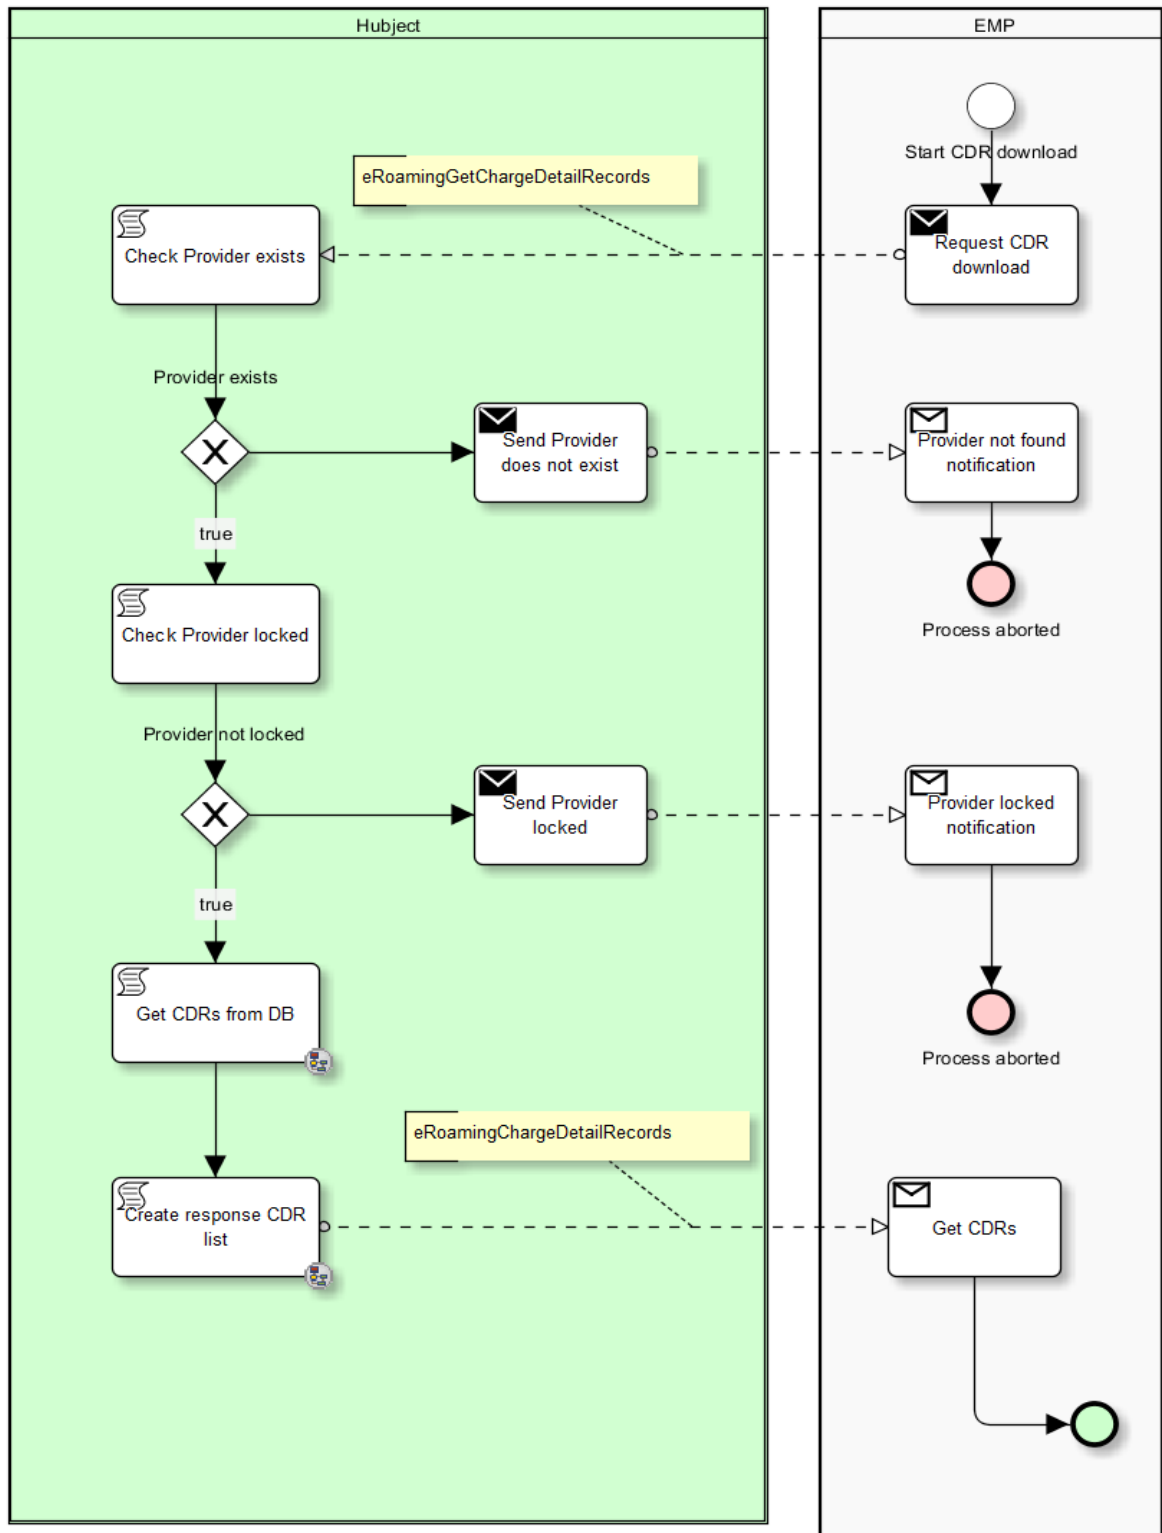 Hubject
EMP
Start CDR download
eRoamingGetChargeDetailRecords
Check Provider exists
Request CDR
download
Provider exists
Send Provider
does not exist
Provider not found
notification
true
Check Provider locked
Process aborted
Provider not locked
Send Provider
locked
Provider locked
notification
true
Get CDRs from DB
Process aborted
eRoamingChargeDetailRecords
Create response CDR
list
Get CDRs